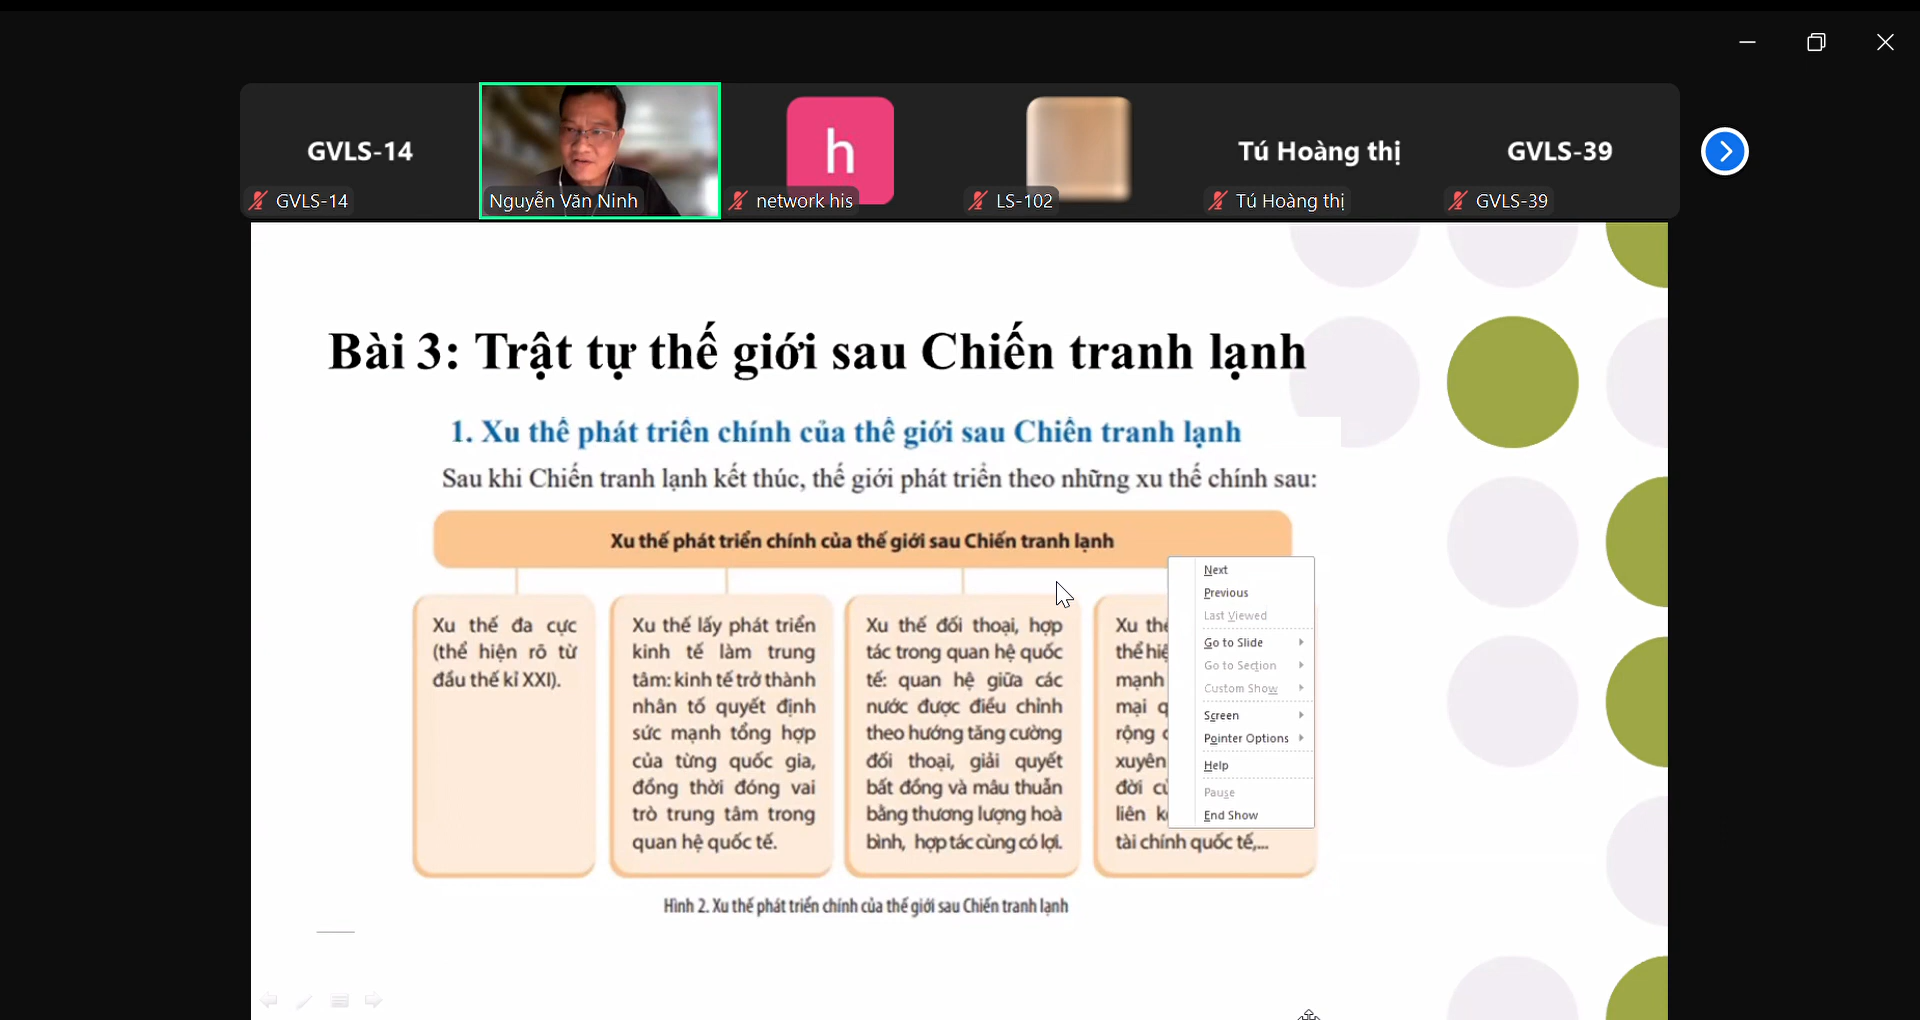 GVLS-14
Tú Hoàng thị
GVLS-39
h
GVLS-14
Nguyễn Văn Ninh
network his
LS-102
Tú Hoàng thị
GVLS-39
Bài 3: Trật tự thế giới sau Chiến tranh lạnh
1. Xu thế phát triển chính của thế giới sau Chiến tranh lạnh
Sau khi Chiến tranh lạnh kết thúc, thế giới phát triển theo những xu thế chính sau:
Xu thế phát triển chính của thế giới sau Chiến tranh lạnh
Xu thế đa cực
(thể hiện rõ từ
đầu thế kỉ XXI).
Xu thế lấy phát triển
kinh tế làm trung
tâm: kinh tế trở thành
nhân tố quyết định
sức mạnh tổng hợp
của từng quốc gia,
đồng thời đóng vai
trò trung tâm trong
quan hệ quốc tế.
Xu thế đối thoại, hợp
tác trong quan hệ quốc
tế: quan hệ giữa các
nước được điều chỉnh
theo hướng tăng cường
đối thoại, giải quyết
bất đồng và mâu thuẫn
bằng thương lượng hoà
bình, hợp tác cùng có lợi.
Xu thế
thể hiệ
mạnh
mại q
rộng
xuyên
đời củ
liên k
tài chính quốc tế,...
Next
Previous
Last Viewed
Go to Slide
Go to Section
Custom Show
Screen
Pointer Options
Help
Pause
End Show
Hình 2. Xu thế phát triển chính của thế giới sau Chiến tranh lạnh